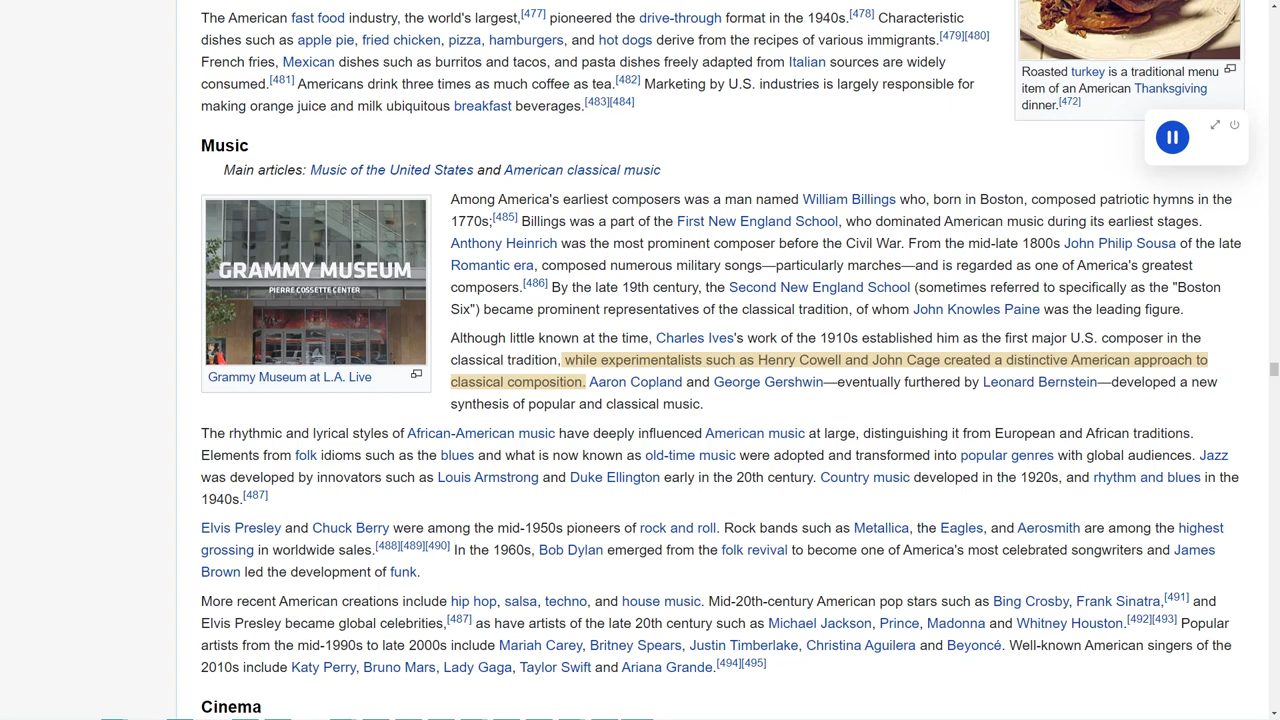 The American fast food industry, the world's largest,[477] pioneered the drive-through format in the 1940s.[478] Characteristic
dishes such as apple pie, fried chicken, pizza, hamburgers, and hot dogs derive from the recipes of various immigrants.[479][480]
French fries, Mexican dishes such as burritos and tacos, and pasta dishes freely adapted from Italian sources are widely
consumed.[481] Americans drink three times as much coffee as tea.[482] Marketing by U.S. industries is largely responsible for
making orange juice and milk ubiquitous breakfast beverages.[483][484]
Roasted turkey is a traditional menu
item of an American Thanksgiving
dinner.[472]
Music
Main articles: Music of the United States and American classical music
GRAMMY MUSEUM
PIERRE COSSETTE CENTER
Grammy Museum at L.A. Live
Among America's earliest composers was a man named William Billings who, born in Boston, composed patriotic hymns in the
1770s;[485] Billings was a part of the First New England School, who dominated American music during its earliest stages.
Anthony Heinrich was the most prominent composer before the Civil War. From the mid-late 1800s John Philip Sousa of the late
Romantic era, composed numerous military songs—particularly marches—and is regarded as one of America's greatest
composers.[486] By the late 19th century, the Second New England School (sometimes referred to specifically as the "Boston
Six") became prominent representatives of the classical tradition, of whom John Knowles Paine was the leading figure.
Although little known at the time, Charles Ives's work of the 1910s established him as the first major U.S. composer in the
classical tradition, while experimentalists such as Henry Cowell and John Cage created a distinctive American approach to
classical composition. Aaron Copland and George Gershwin—eventually furthered by Leonard Bernstein—developed a new
synthesis of popular and classical music.
The rhythmic and lyrical styles of African-American music have deeply influenced American music at large, distinguishing it from European and African traditions.
Elements from folk idioms such as the blues and what is now known as old-time music were adopted and transformed into popular genres with global audiences. Jazz
was developed by innovators such as Louis Armstrong and Duke Ellington early in the 20th century. Country music developed in the 1920s, and rhythm and blues in the
1940s.[487]
Elvis Presley and Chuck Berry were among the mid-1950s pioneers of rock and roll. Rock bands such as Metallica, the Eagles, and Aerosmith are among the highest
grossing in worldwide sales.[488][489][490] In the 1960s, Bob Dylan emerged from the folk revival to become one of America's most celebrated songwriters and James
Brown led the development of funk.
More recent American creations include hip hop, salsa, techno, and house music. Mid-20th-century American pop stars such as Bing Crosby, Frank Sinatra,[491] and
Elvis Presley became global celebrities,[487] as have artists of the late 20th century such as Michael Jackson, Prince, Madonna and Whitney Houston.[492][493] Popular
artists from the mid-1990s to late 2000s include Mariah Carey, Britney Spears, Justin Timberlake, Christina Aguilera and Beyoncé. Well-known American singers of the
2010s include Katy Perry, Bruno Mars, Lady Gaga, Taylor Swift and Ariana Grande.[494][495]
Cinema